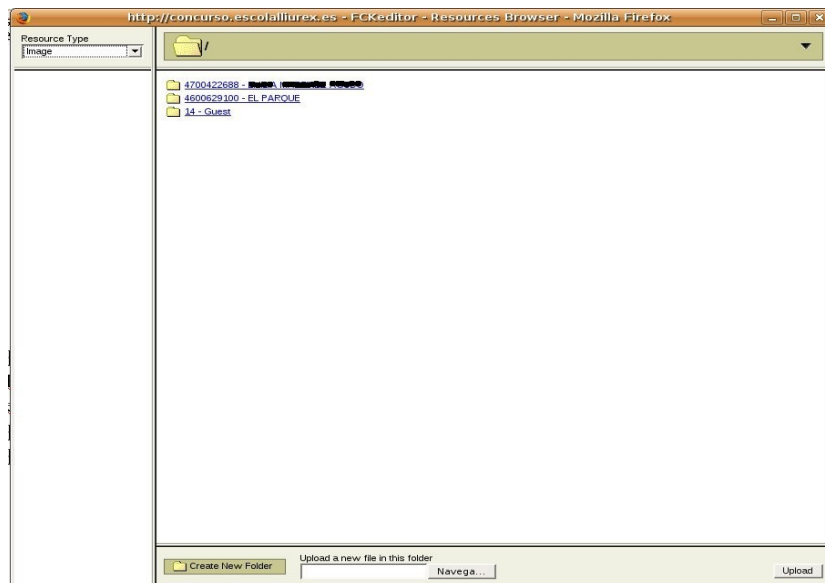 http://concurso.escolalliurex.es - FCKeditor - Resources Browser - Mozilla Firefox
Resource Type
Image
/
4700422688 -
4600629100 - EL PARQUE
14 - Guest
Create New Folder
Upload a new file in this folder
Navega...
Upload